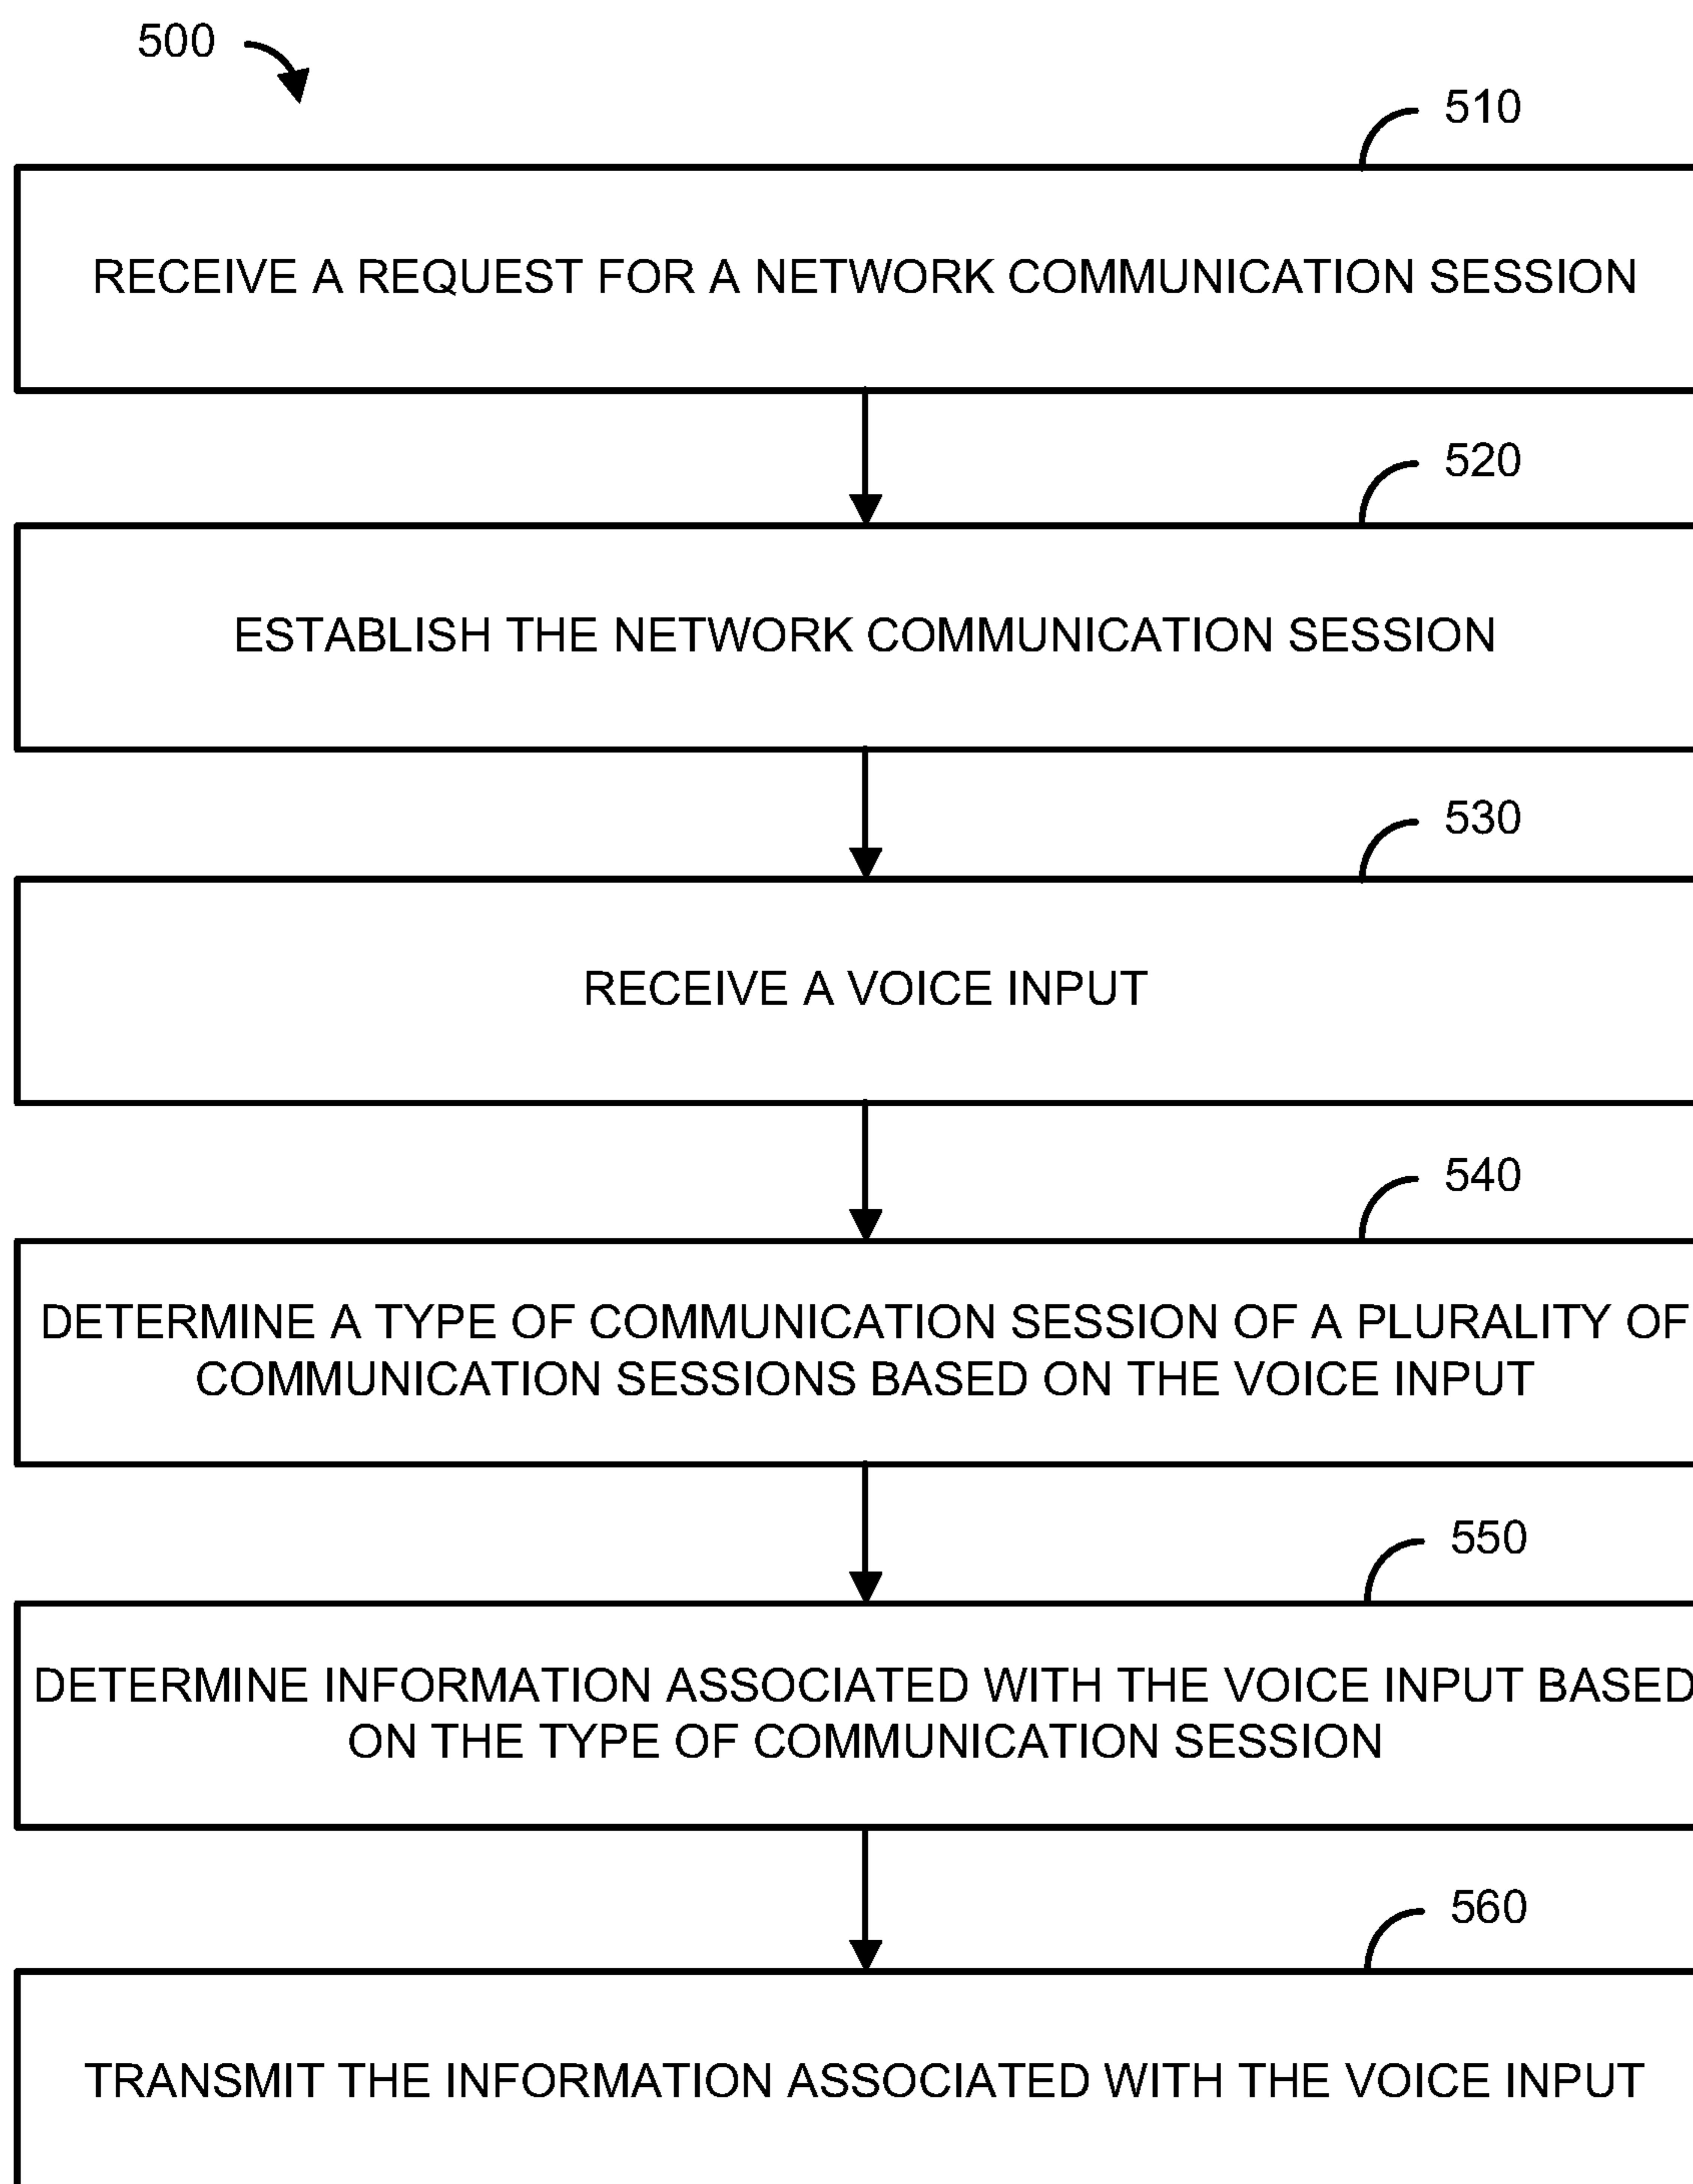 500
510
RECEIVE A REQUEST FOR A NETWORK COMMUNICATION SESSION
520
ESTABLISH THE NETWORK COMMUNICATION SESSION
530
RECEIVE A VOICE INPUT
540
DETERMINE A TYPE OF COMMUNICATION SESSION OF A PLURALITY OF
COMMUNICATION SESSIONS BASED ON THE VOICE INPUT
550
DETERMINE INFORMATION ASSOCIATED WITH THE VOICE INPUT BASED
ON THE TYPE OF COMMUNICATION SESSION
560
TRANSMIT THE INFORMATION ASSOCIATED WITH THE VOICE INPUT